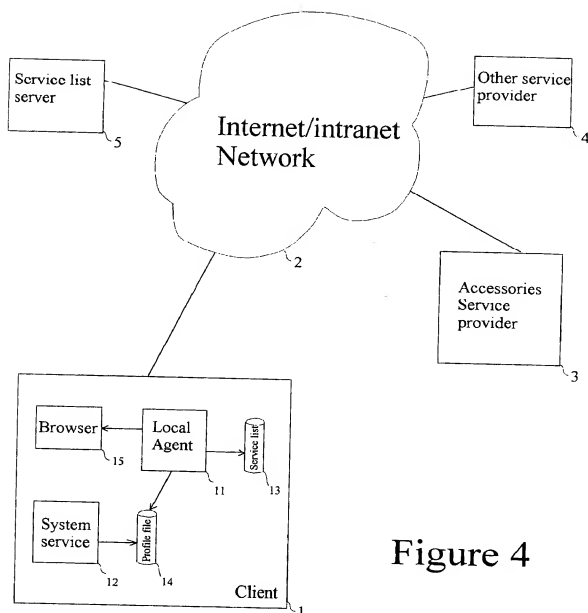 Service list
server
5
Internet/intranet
Network
2
Other service
provider
4
Accessories
Service
provider
3
Browser
15
Local
Agent
11
Service list
13
System
service
12
Profile file
14
Client
1
Figure 4